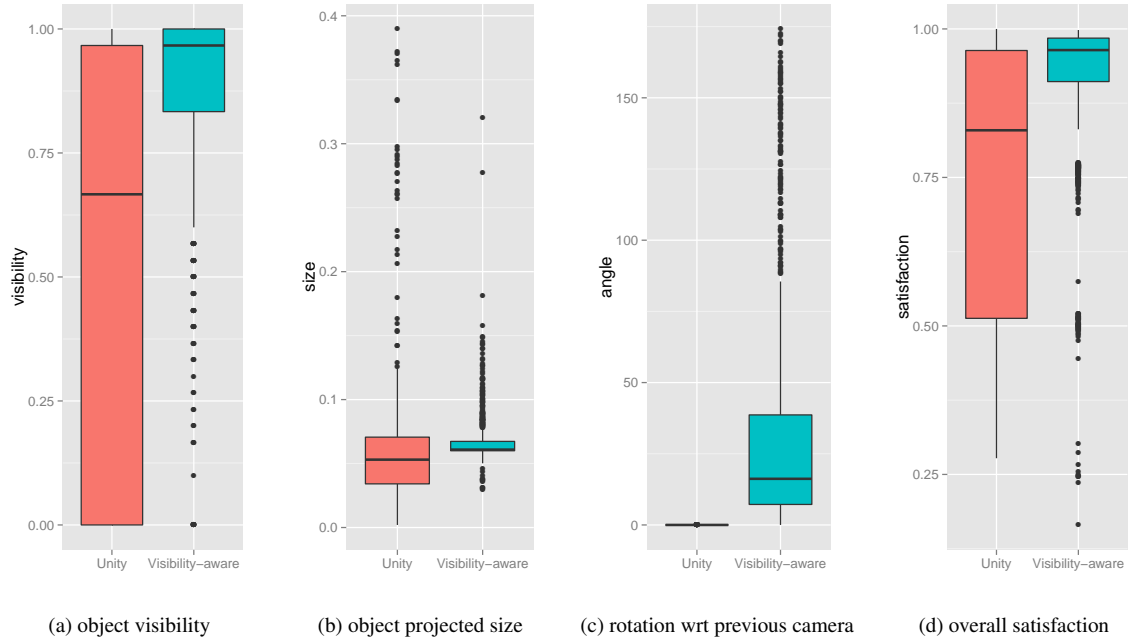 1.00
0.75
0.50
0.25
0.00
visibility
Unity
Visibility−aware
(a) object visibility
0.4
0.3
0.2
0.1
0.0
size
Unity
Visibility−aware
(b) object projected size
150
100
50
0
angle
Unity
Visibility−aware
(c) rotation wrt previous camera
1.00
0.75
0.50
0.25
satisfaction
Unity
Visibility−aware
(d) overall satisfaction